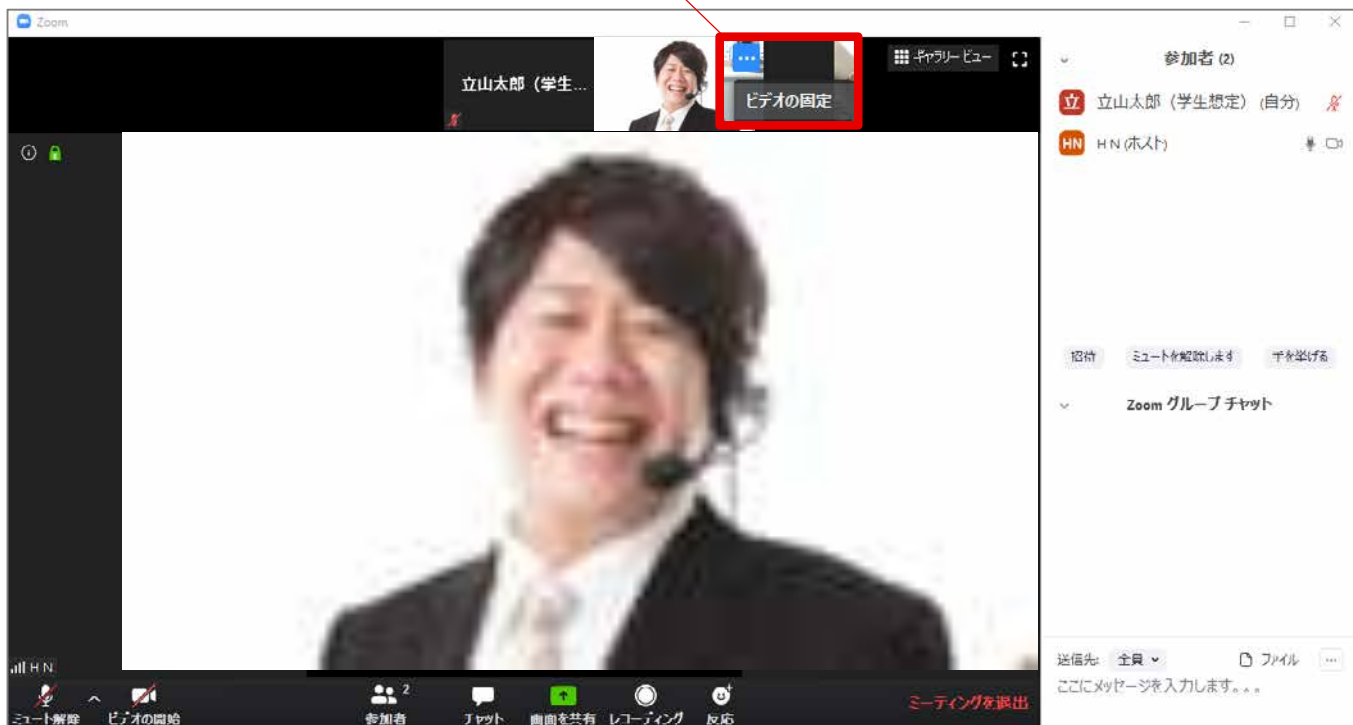 Zoom
立山太郎（学生...
...
ビデオの固定
ギャラリー ビュー
参加者 (2)
立 立山太郎（学生想定） (自分)
HN H N (ホスト)
招待 ミュートを解除します 手を挙げる
Zoom グループ チャット
H N
送信先: 全員 ファイル ...
ここにメッセージを入力します。。。
ミュート解除 ビデオの開始 参加者 2 チャット 画面を共有 レコーディング 反応 ミーティングを退出